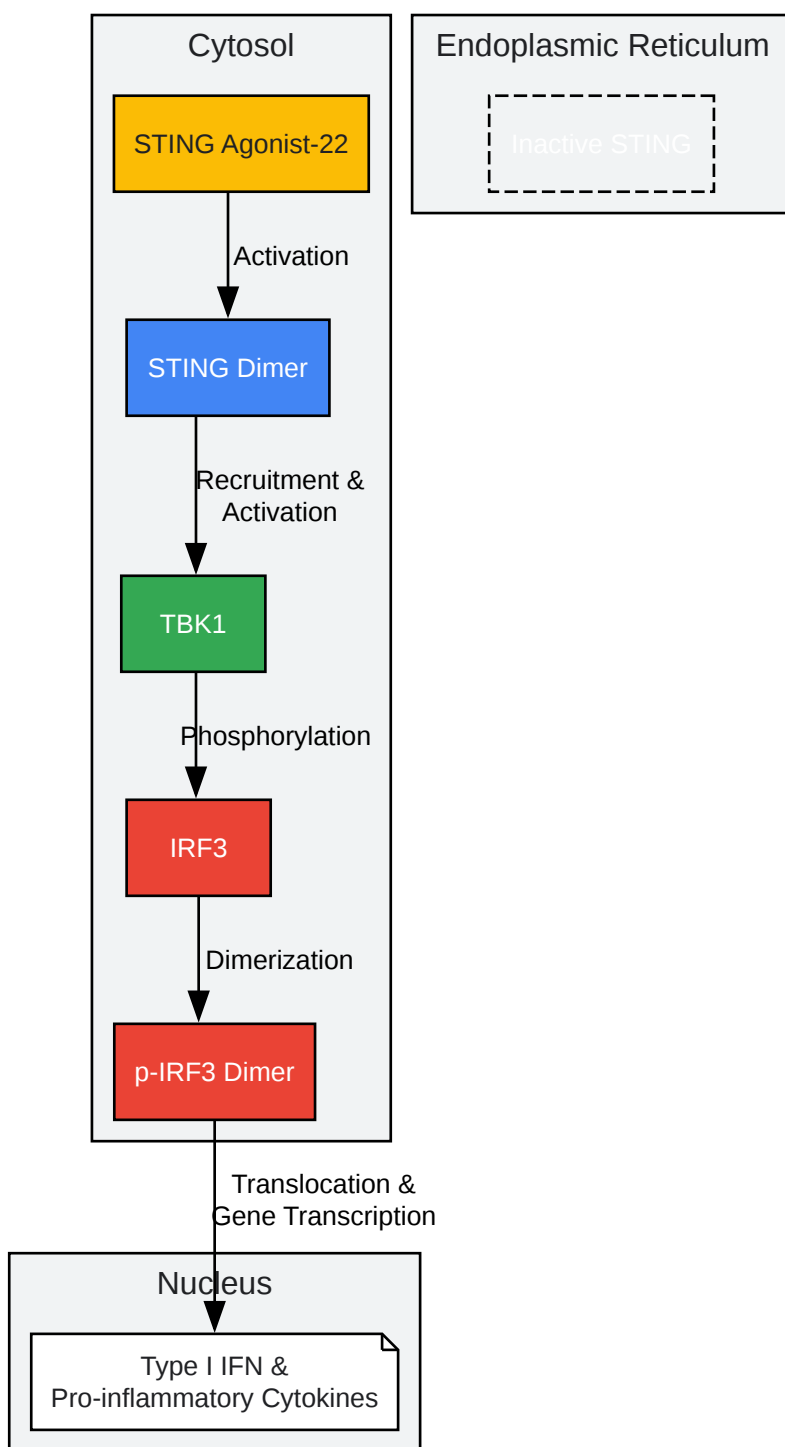 Cytosol
Endoplasmic Reticulum
STING Agonist-22
Inactive STING
Activation
STING Dimer
Recruitment &
Activation
TBK1
Phosphorylation
IRF3
Dimerization
p-IRF3 Dimer
Translocation &
Gene Transcription
Nucleus
Type I IFN &
Pro-inflammatory Cytokines